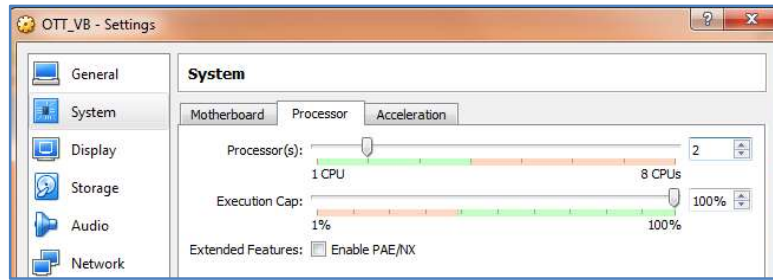 OTT_VB - Settings
General
System
Display
Storage
Audio
Network
System
Motherboard Processor Acceleration
Processor(s): 2
1 CPU 8 CPUs
Execution Cap: 100%
1% 100%
Extended Features: Enable PAE/NX